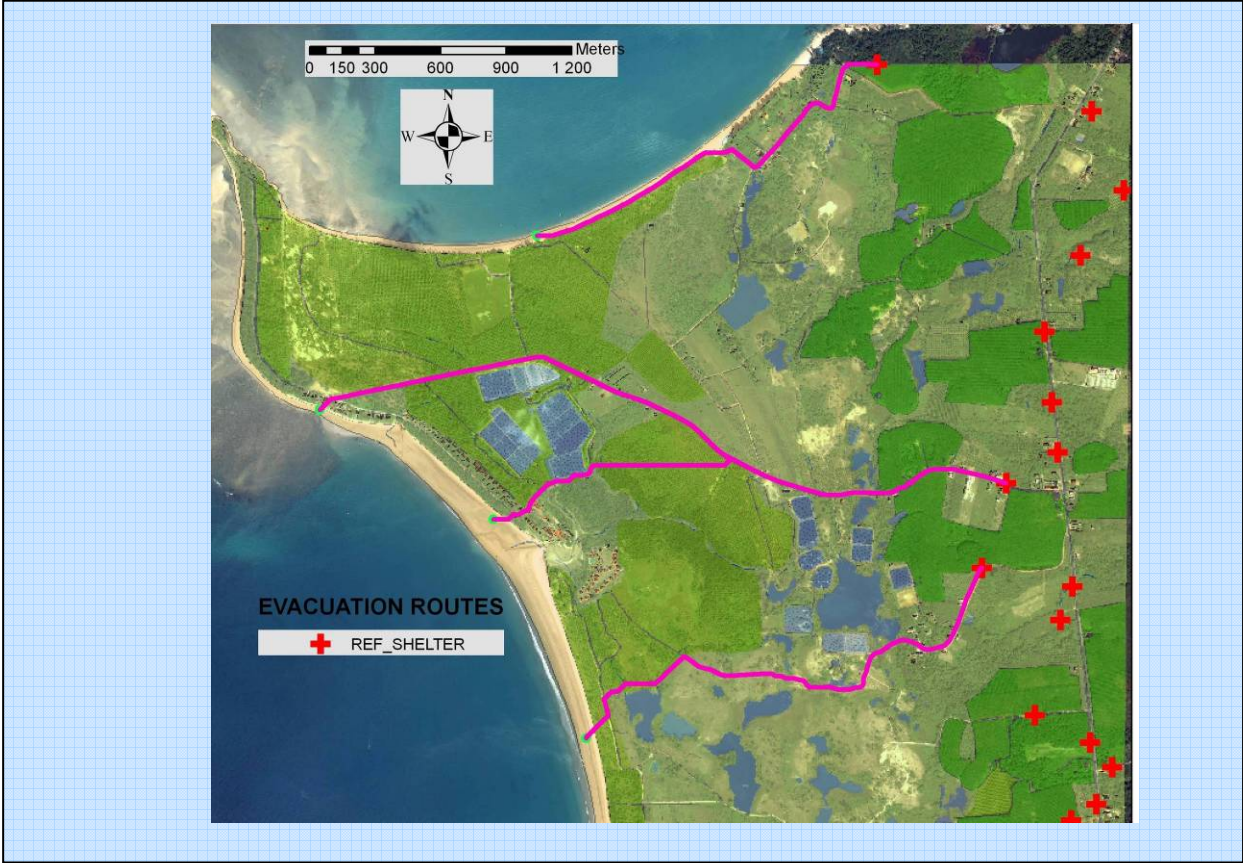 Meters
0 150 300 600 900 1 200
N
W E
S
EVACUATION ROUTES
REF_SHELTER